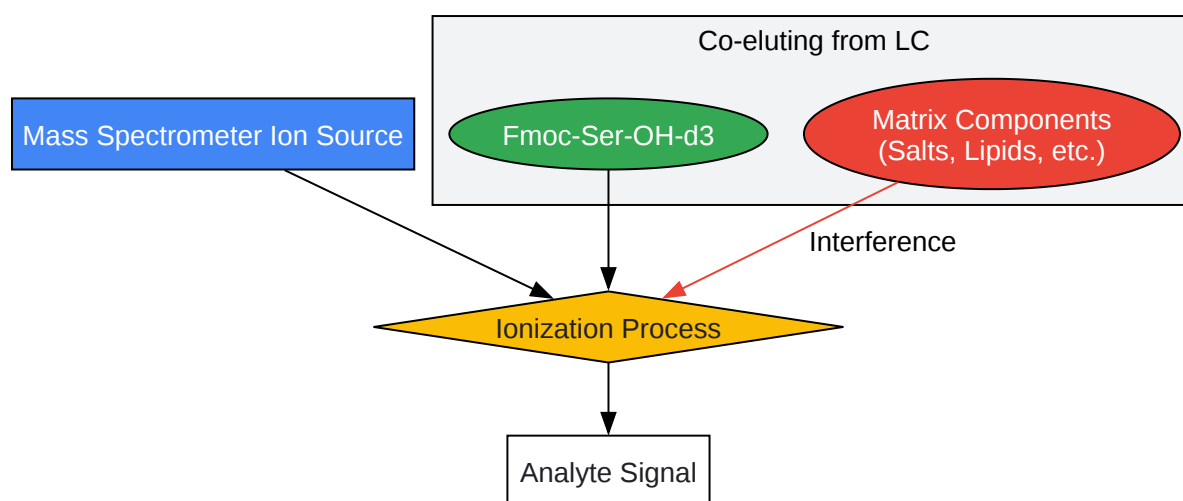 Co-eluting from LC
Mass Spectrometer Ion Source
Fmoc-Ser-OH-d3
Matrix Components
(Salts, Lipids, etc.)
Interference
Ionization Process
Analyte Signal